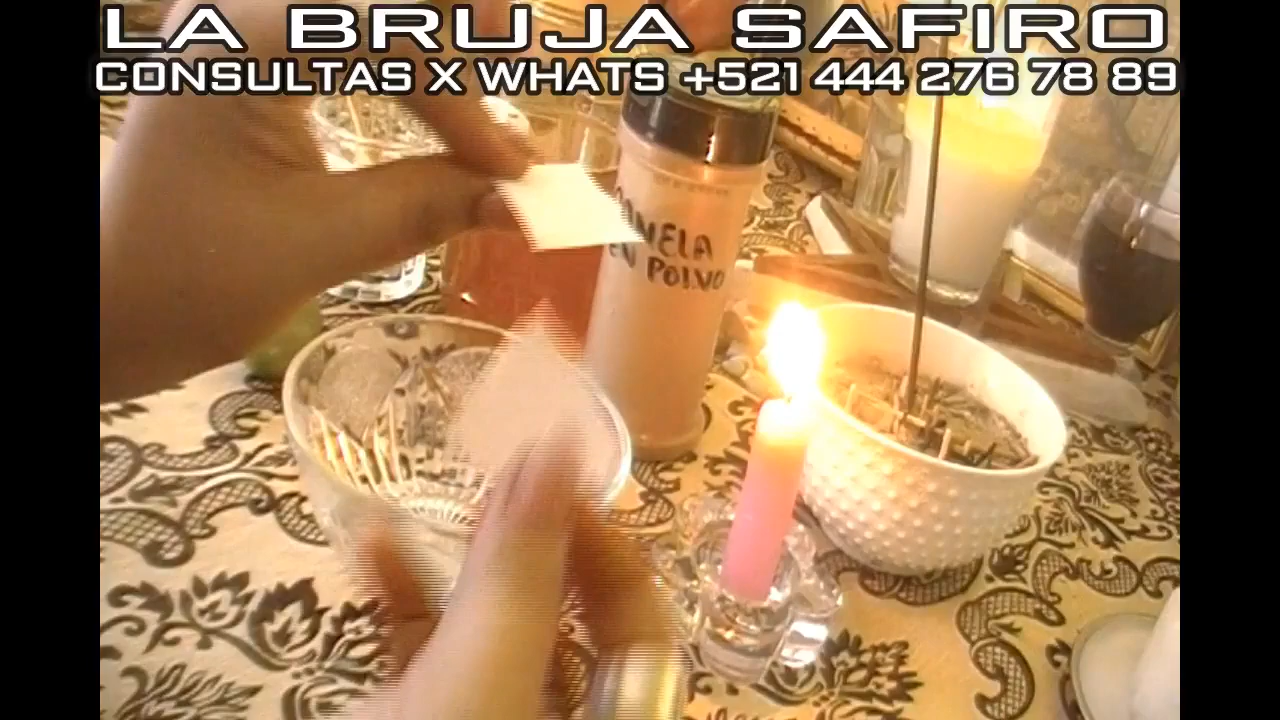 LA BRUJA SAFIRO
CONSULTAS X WHATS +521 444 276 78 89
CANELA
EN POLVO